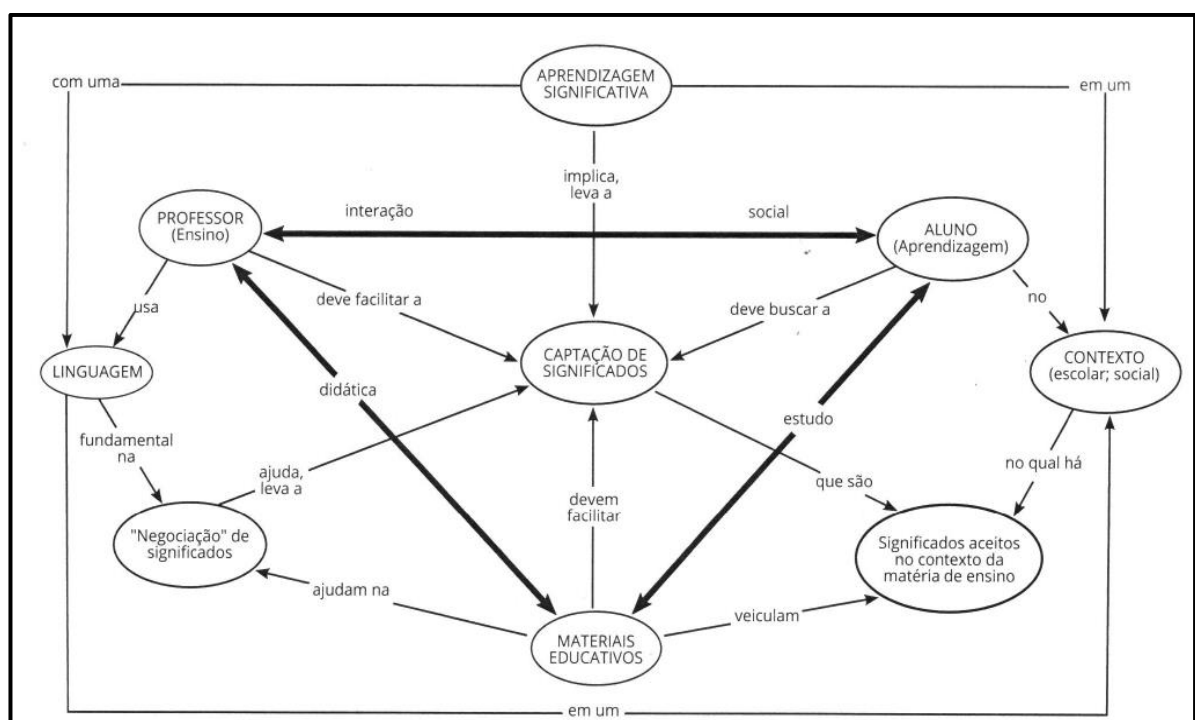 APRENDIZAGEM
SIGNIFICATIVA
com uma
em um
implica,
leva a
PROFESSOR
(Ensino)
interação
social
ALUNO
(Aprendizagem)
usa
deve facilitar a
deve buscar a
no
LINGUAGEM
CAPTAÇÃO DE
SIGNIFICADOS
CONTEXTO
(escolar; social)
didática
estudo
fundamental
na
ajuda,
leva a
devem
facilitar
que são
no qual há
"Negociação" de
significados
Significados aceitos
no contexto da
matéria de ensino
ajudam na
veiculam
MATERIAIS
EDUCATIVOS
em um